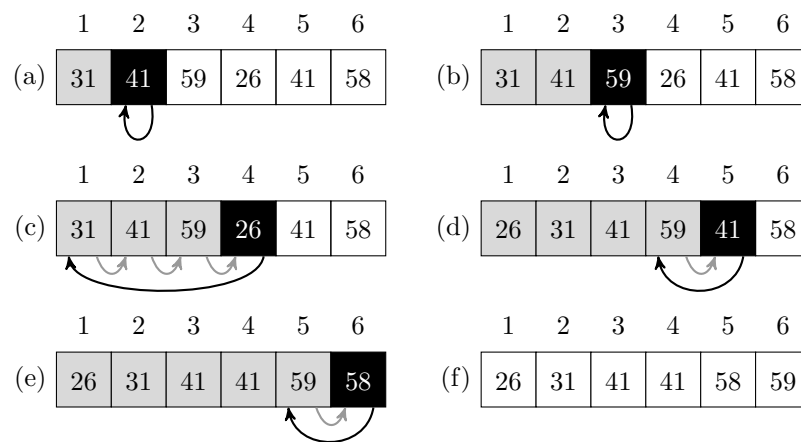 1 2 3 4 5 6
(a) 31 41 59 26 41 58
1 2 3 4 5 6
(b) 31 41 59 26 41 58
1 2 3 4 5 6
(c) 31 41 59 26 41 58
1 2 3 4 5 6
(d) 26 31 41 59 41 58
1 2 3 4 5 6
(e) 26 31 41 41 59 58
1 2 3 4 5 6
(f) 26 31 41 41 58 59